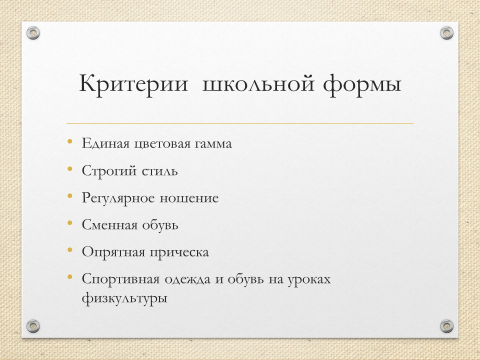 Критерии школьной формы
• Единая цветовая гамма
• Строгий стиль
• Регулярное ношение
• Сменная обувь
• Опрятная прическа
• Спортивная одежда и обувь на уроках
физкультуры